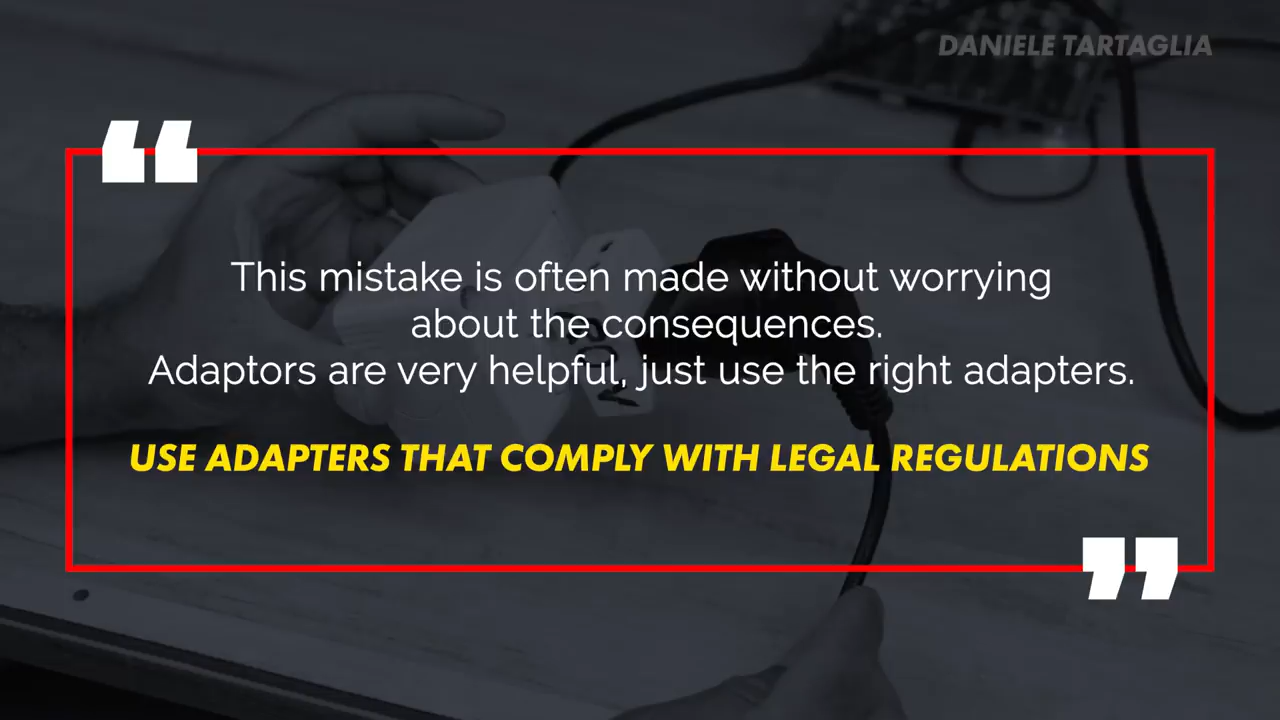 DANIELE TARTAGLIA
“
This mistake is often made without worrying
about the consequences.
Adaptors are very helpful, just use the right adapters.
USE ADAPTERS THAT COMPLY WITH LEGAL REGULATIONS
”